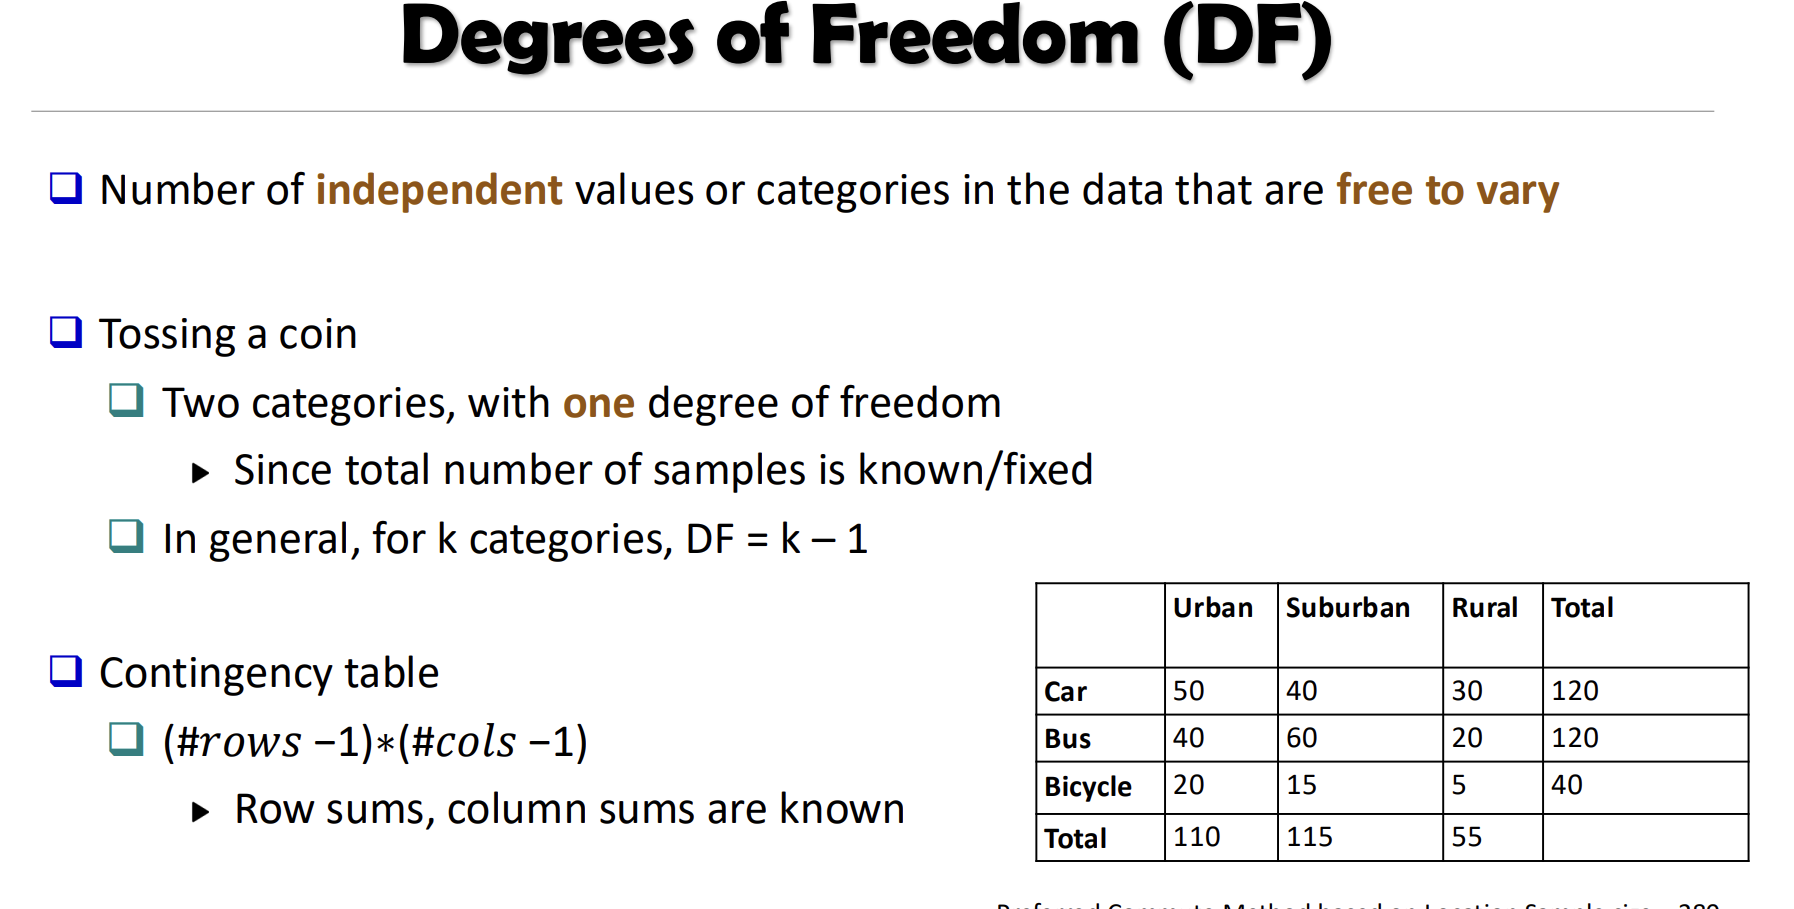 Degrees of Freedom (DF)
Number of independent values or categories in the data that are free to vary
Tossing a coin
Two categories, with one degree of freedom
Since total number of samples is known/fixed
In general, for k categories, DF = k – 1
Contingency table
(#rows −1)∗(#cols −1)
Row sums, column sums are known
Urban Suburban Rural Total
Car 50 40 30 120
Bus 40 60 20 120
Bicycle 20 15 5 40
Total 110 115 55